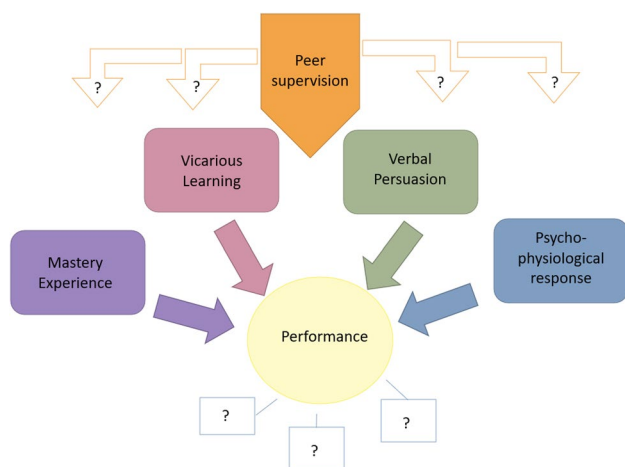 Peer
supervision
?
?
?
?
Vicarious
Learning
Verbal
Persuasion
Mastery
Experience
Psycho-
physiological
response
Performance
?
?
?